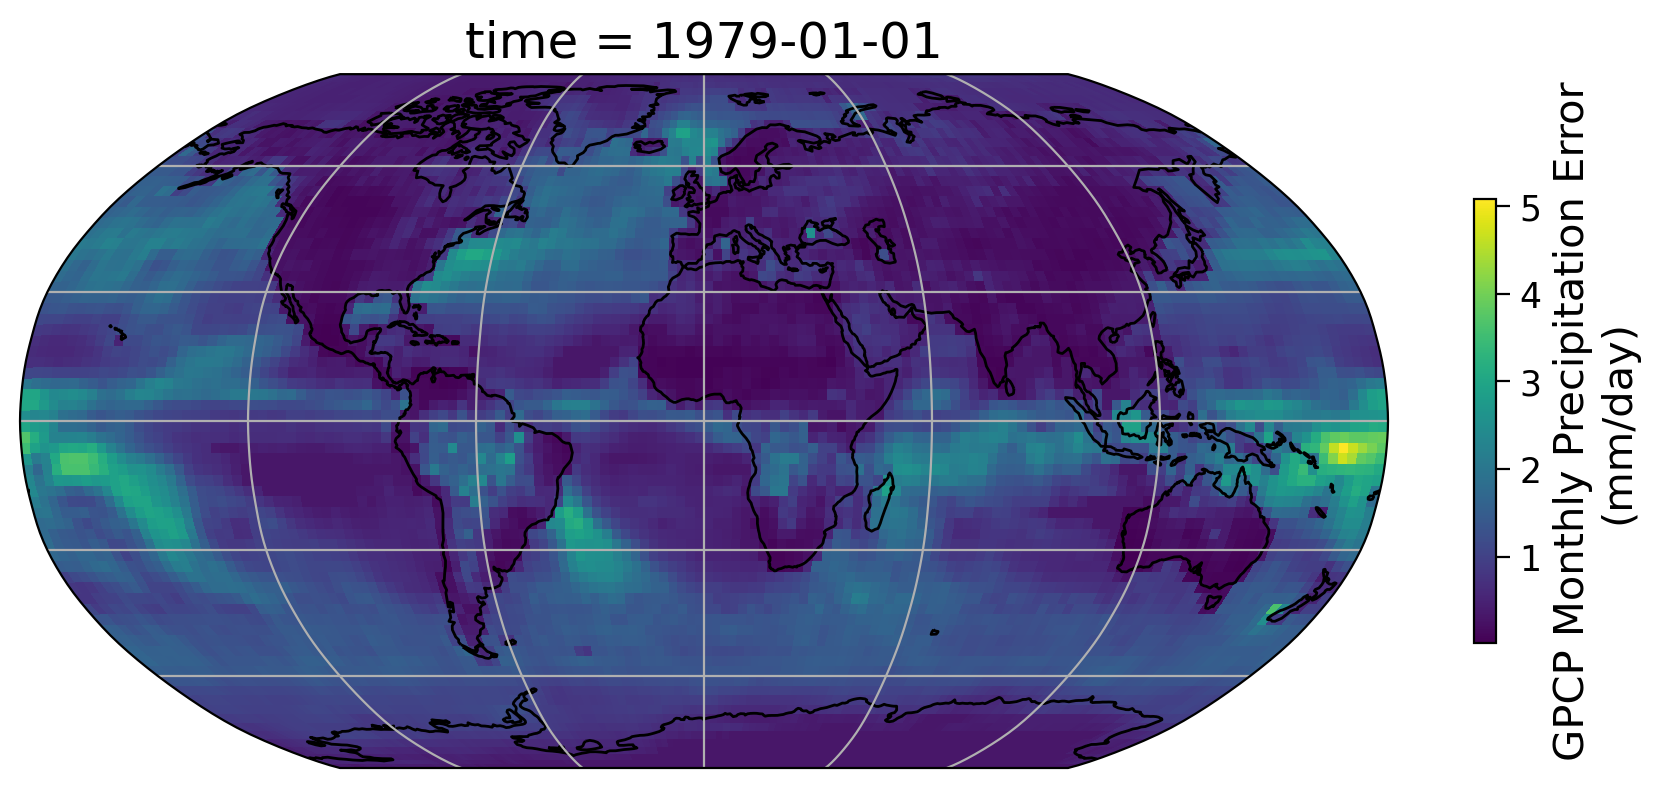 time = 1979-01-01
5
4
3
2
1
GPCP Monthly Precipitation Error
(mm/day)